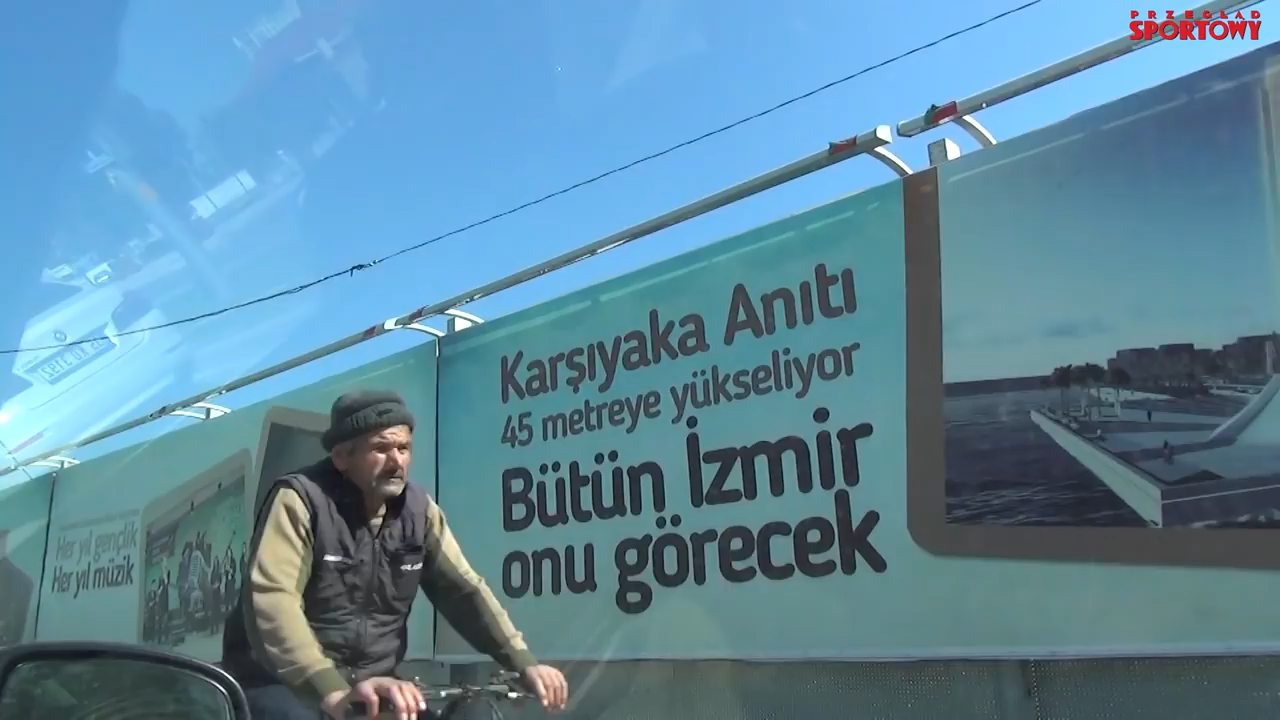 PRZEGLĄD
SPORTOWY
Karşıyaka Anıtı
45 metreye yükseliyor
Bütün İzmir
onu görecek
Her yıl gençlik
Her yıl müzik